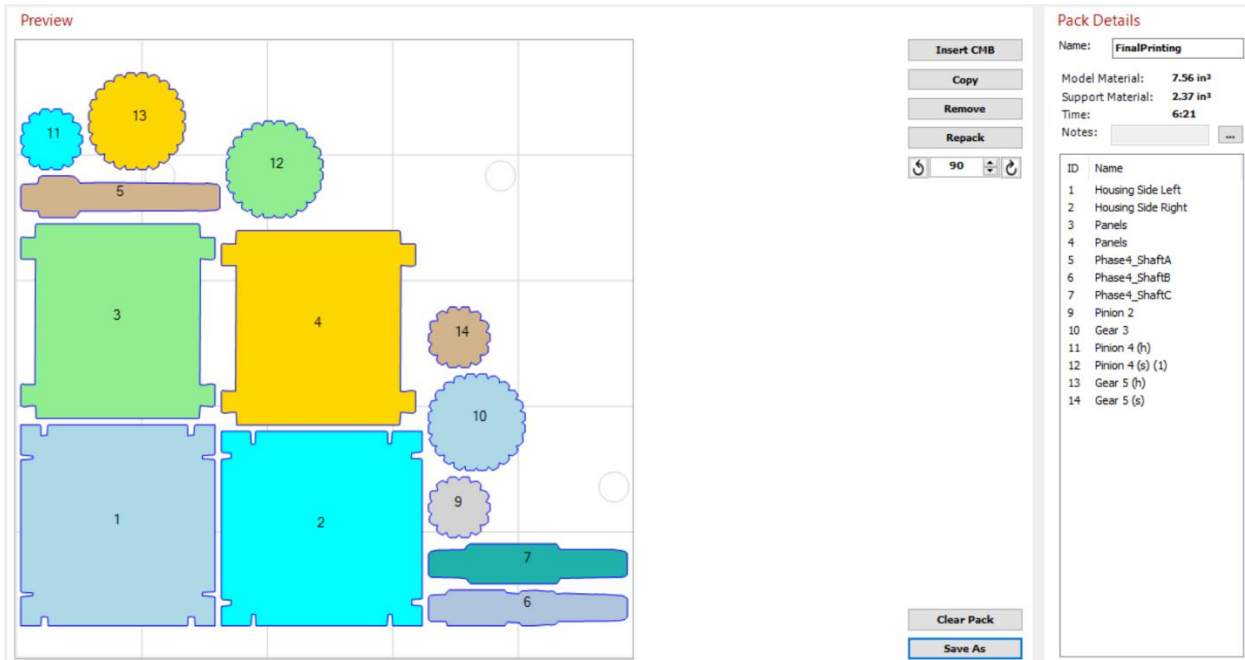 Preview
11
13
12
5
3
4
14
10
1
2
9
7
6
Insert CMB
Copy
Remove
Repack
90
Clear Pack
Save As
Pack Details
Name: FinalPrinting
Model Material: 7.56 in³
Support Material: 2.37 in³
Time: 6:21
Notes: ...
ID Name
1 Housing Side Left
2 Housing Side Right
3 Panels
4 Panels
5 Phase4_ShaftA
6 Phase4_ShaftB
7 Phase4_ShaftC
9 Pinion 2
10 Gear 3
11 Pinion 4 (h)
12 Pinion 4 (s) (1)
13 Gear 5 (h)
14 Gear 5 (s)